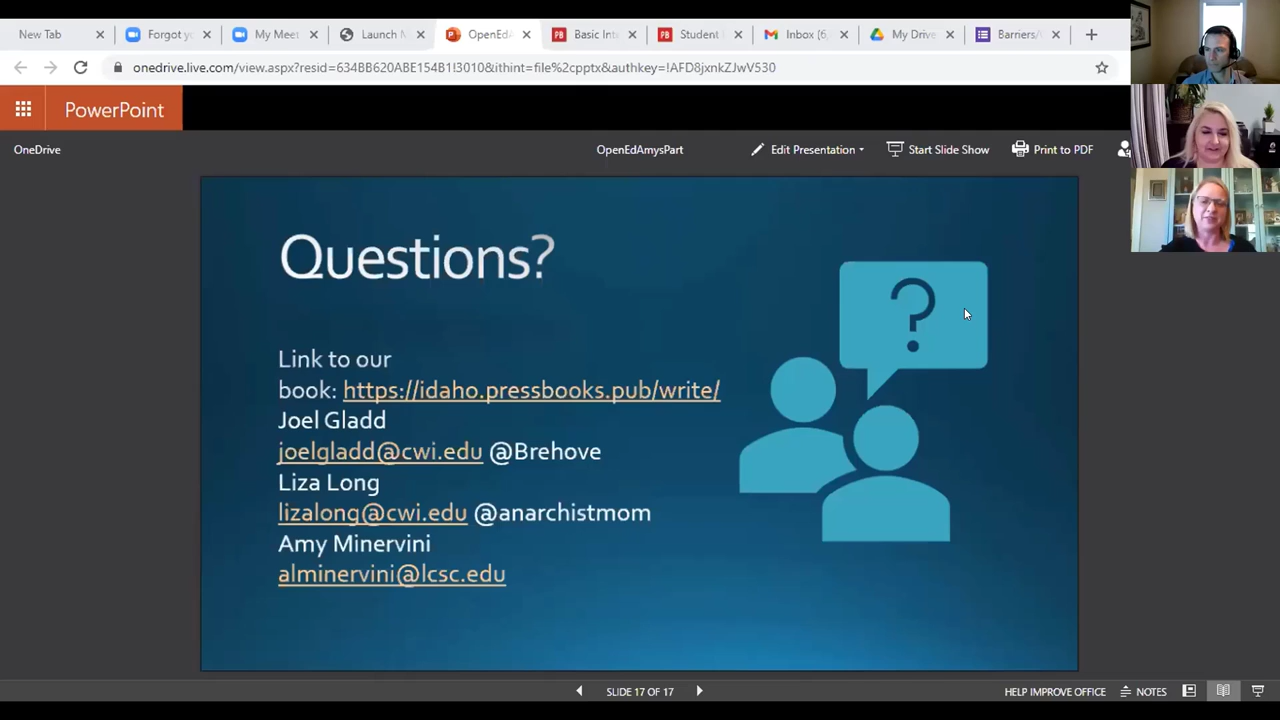 New Tab
Forgot yo
My Meet
Launch M
OpenEdA
Basic Inte
Student
Inbox (6,
My Drive
Barriers/C
onedrive.live.com/view.aspx?resid=634BB620ABE154B1!3010&ithint=file%2cpptx&authkey=!AFD8jxnkZJwV530
PowerPoint
OneDrive
OpenEdAmysPart
Edit Presentation
Start Slide Show
Print to PDF
Questions?
?
Link to our
book: https://idaho.pressbooks.pub/write/
Joel Gladd
joelgladd@cwi.edu @Brehove
Liza Long
lizalong@cwi.edu @anarchistmom
Amy Minervini
alminervini@lcsc.edu
SLIDE 17 OF 17
HELP IMPROVE OFFICE
NOTES